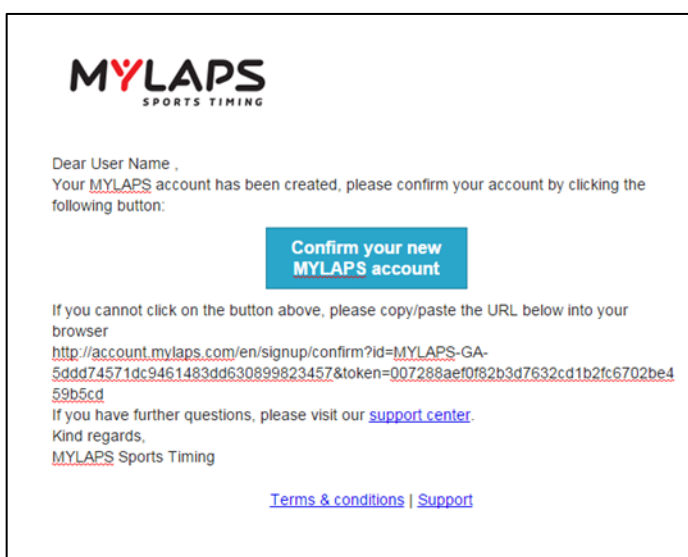 MYLAPS
SPORTS TIMING
Dear User Name ,
Your MYLAPS account has been created, please confirm your account by clicking the
following button:
Confirm your new
MYLAPS account
If you cannot click on the button above, please copy/paste the URL below into your
browser
http://account.mylaps.com/en/signup/confirm?id=MYLAPS-GA-
5ddd74571dc9461483dd630899823457&token=007288aef0f82b3d7632cd1b2fc6702be4
59b5cd
If you have further questions, please visit our support center.
Kind regards,
MYLAPS Sports Timing
Terms & conditions | Support